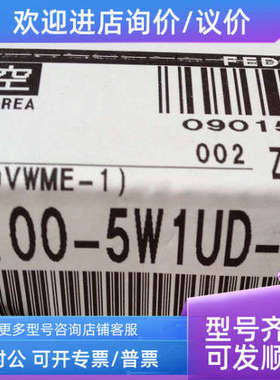 欢迎进店询价/议价
空
REA
FED
0901
002
OVWME-1)
00-5W1UD-
更多型号咨询店铺客服
对公 可开专票/普票
型号齐
可发顺